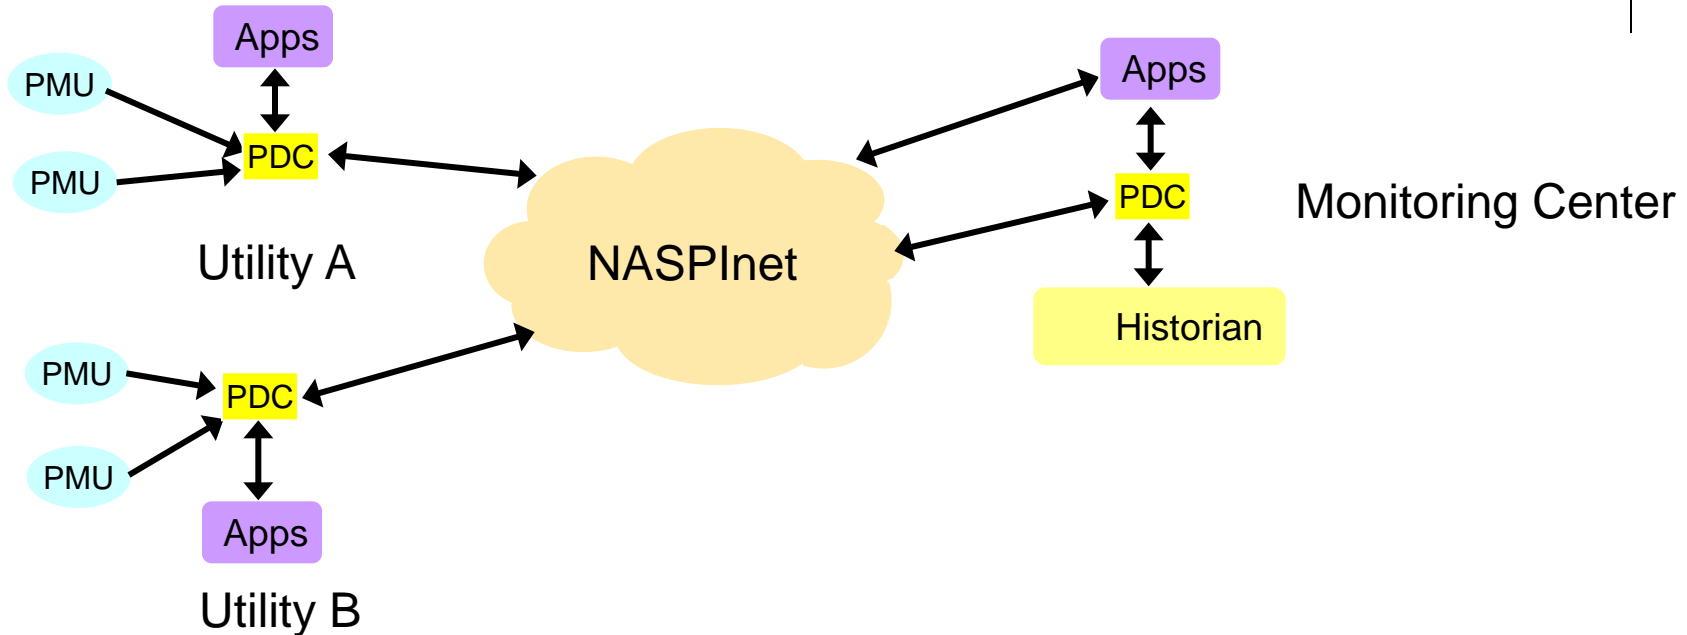 Apps
PMU
PDC
PMU
Utility A
PMU
PDC
PMU
Apps
Utility B
NASPInet
Apps
PDC
Monitoring Center
Historian